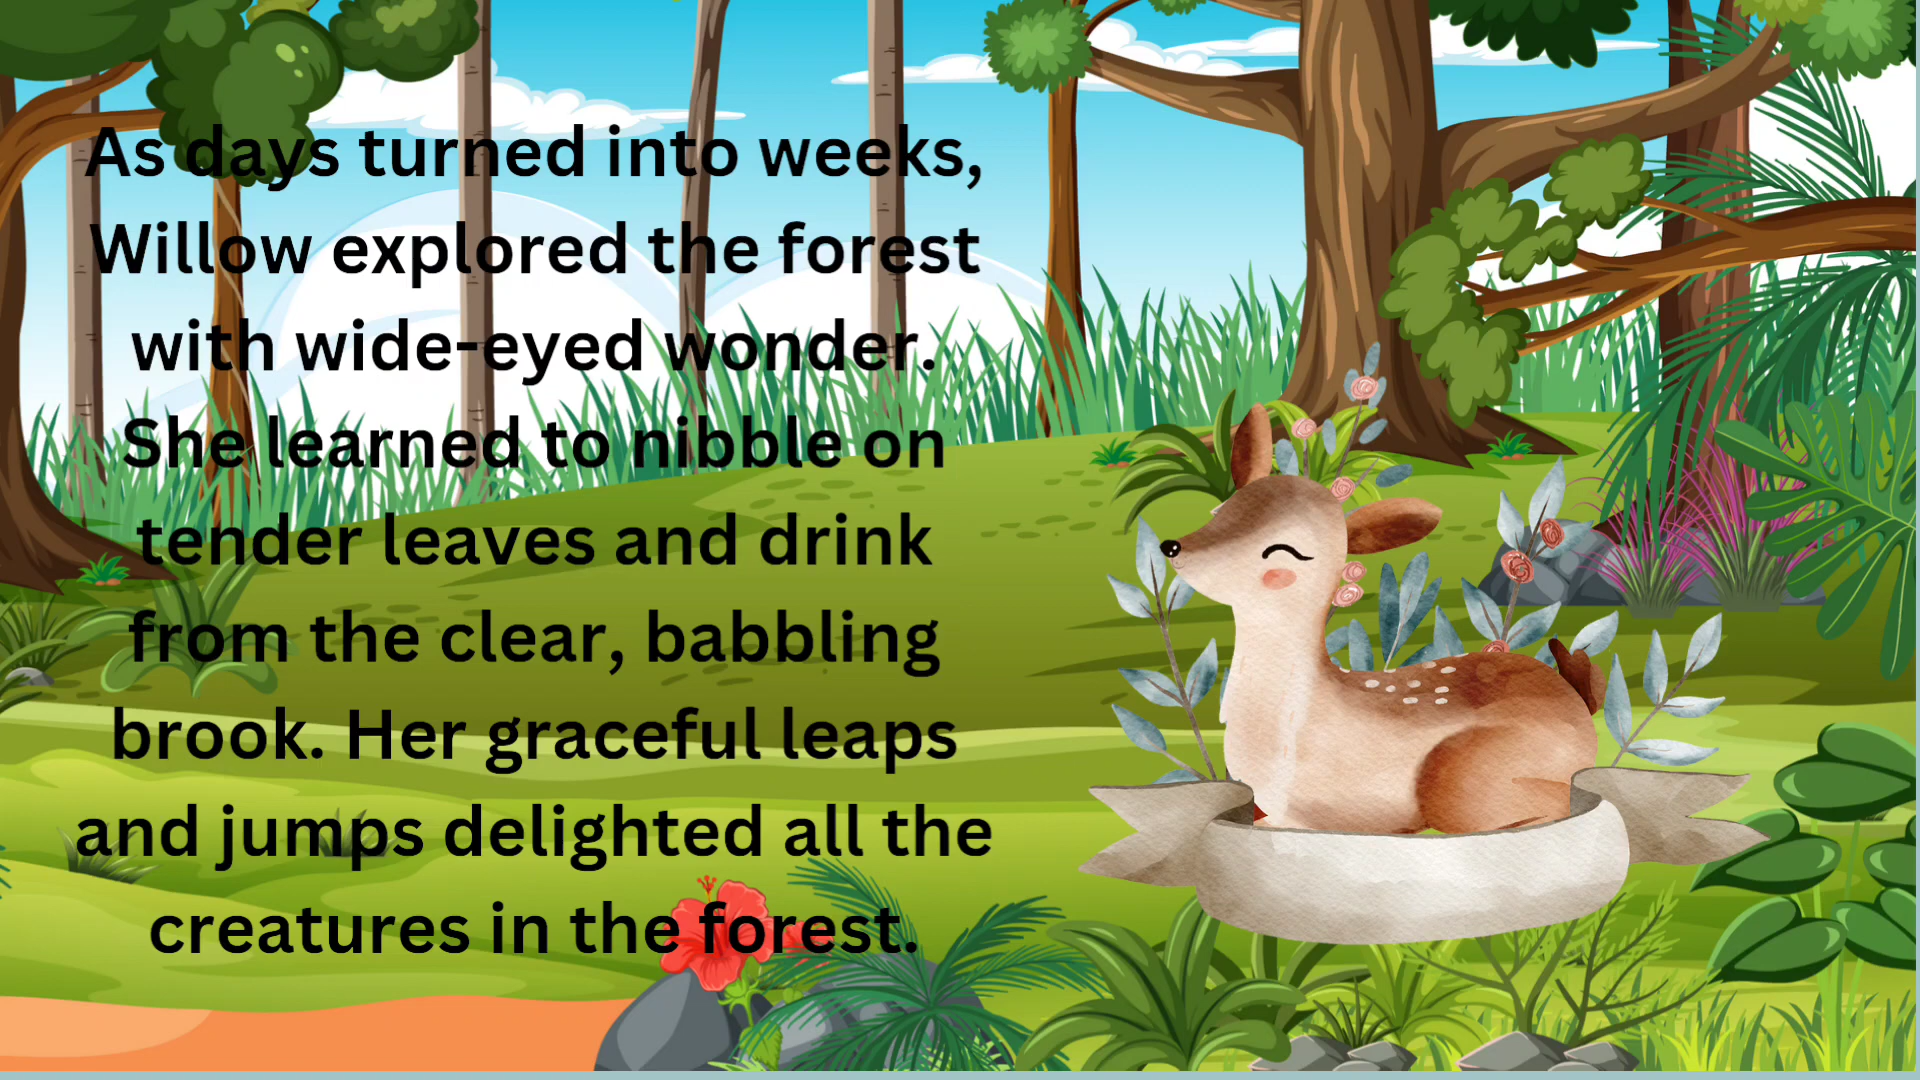 As days turned into weeks,
Willow explored the forest
with wide-eyed wonder.
She learned to nibble on
tender leaves and drink
from the clear, babbling
brook. Her graceful leaps
and jumps delighted all the
creatures in the forest.